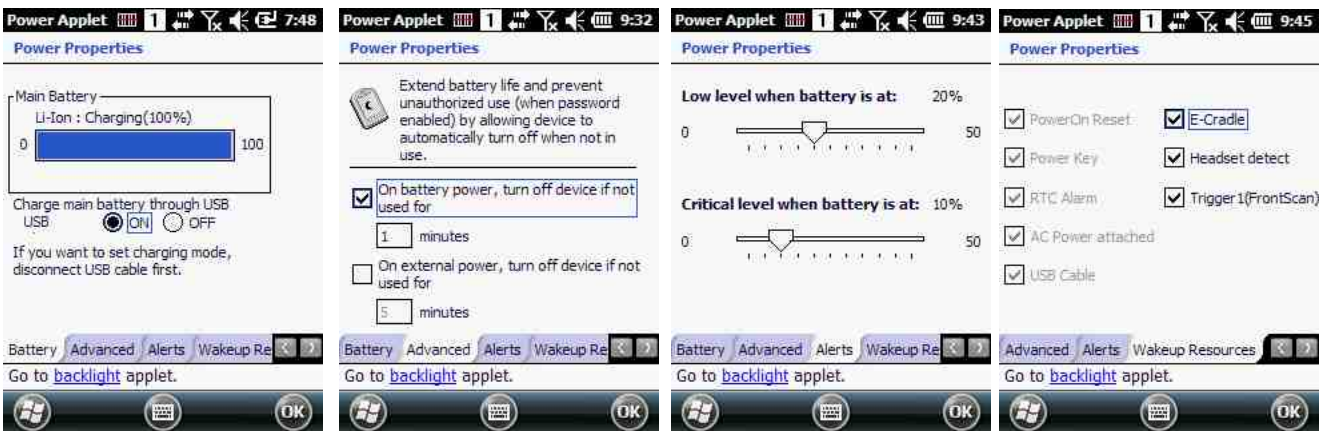 Power Applet 1 7:48
Power Properties
Main Battery
Li-Ion : Charging(100%)
0 100
Charge main battery through USB
USB ON OFF
If you want to set charging mode,
disconnect USB cable first.
Battery Advanced Alerts Wakeup Re
Go to backlight applet.
OK
Power Applet 1 9:32
Power Properties
Extend battery life and prevent
unauthorized use (when password
enabled) by allowing device to
automatically turn off when not in
use.
On battery power, turn off device if not
used for
1 minutes
On external power, turn off device if not
used for
5 minutes
Battery Advanced Alerts Wakeup Re
Go to backlight applet.
OK
Power Applet 1 9:43
Power Properties
Low level when battery is at: 20%
0 50
Critical level when battery is at: 10%
0 50
Battery Advanced Alerts Wakeup Re
Go to backlight applet.
OK
Power Applet 1 9:45
Power Properties
PowerOn Reset E-Cradle
Power Key Headset detect
RTC Alarm Trigger1(FrontScan)
AC Power attached
USB Cable
Advanced Alerts Wakeup Resources
Go to backlight applet.
OK